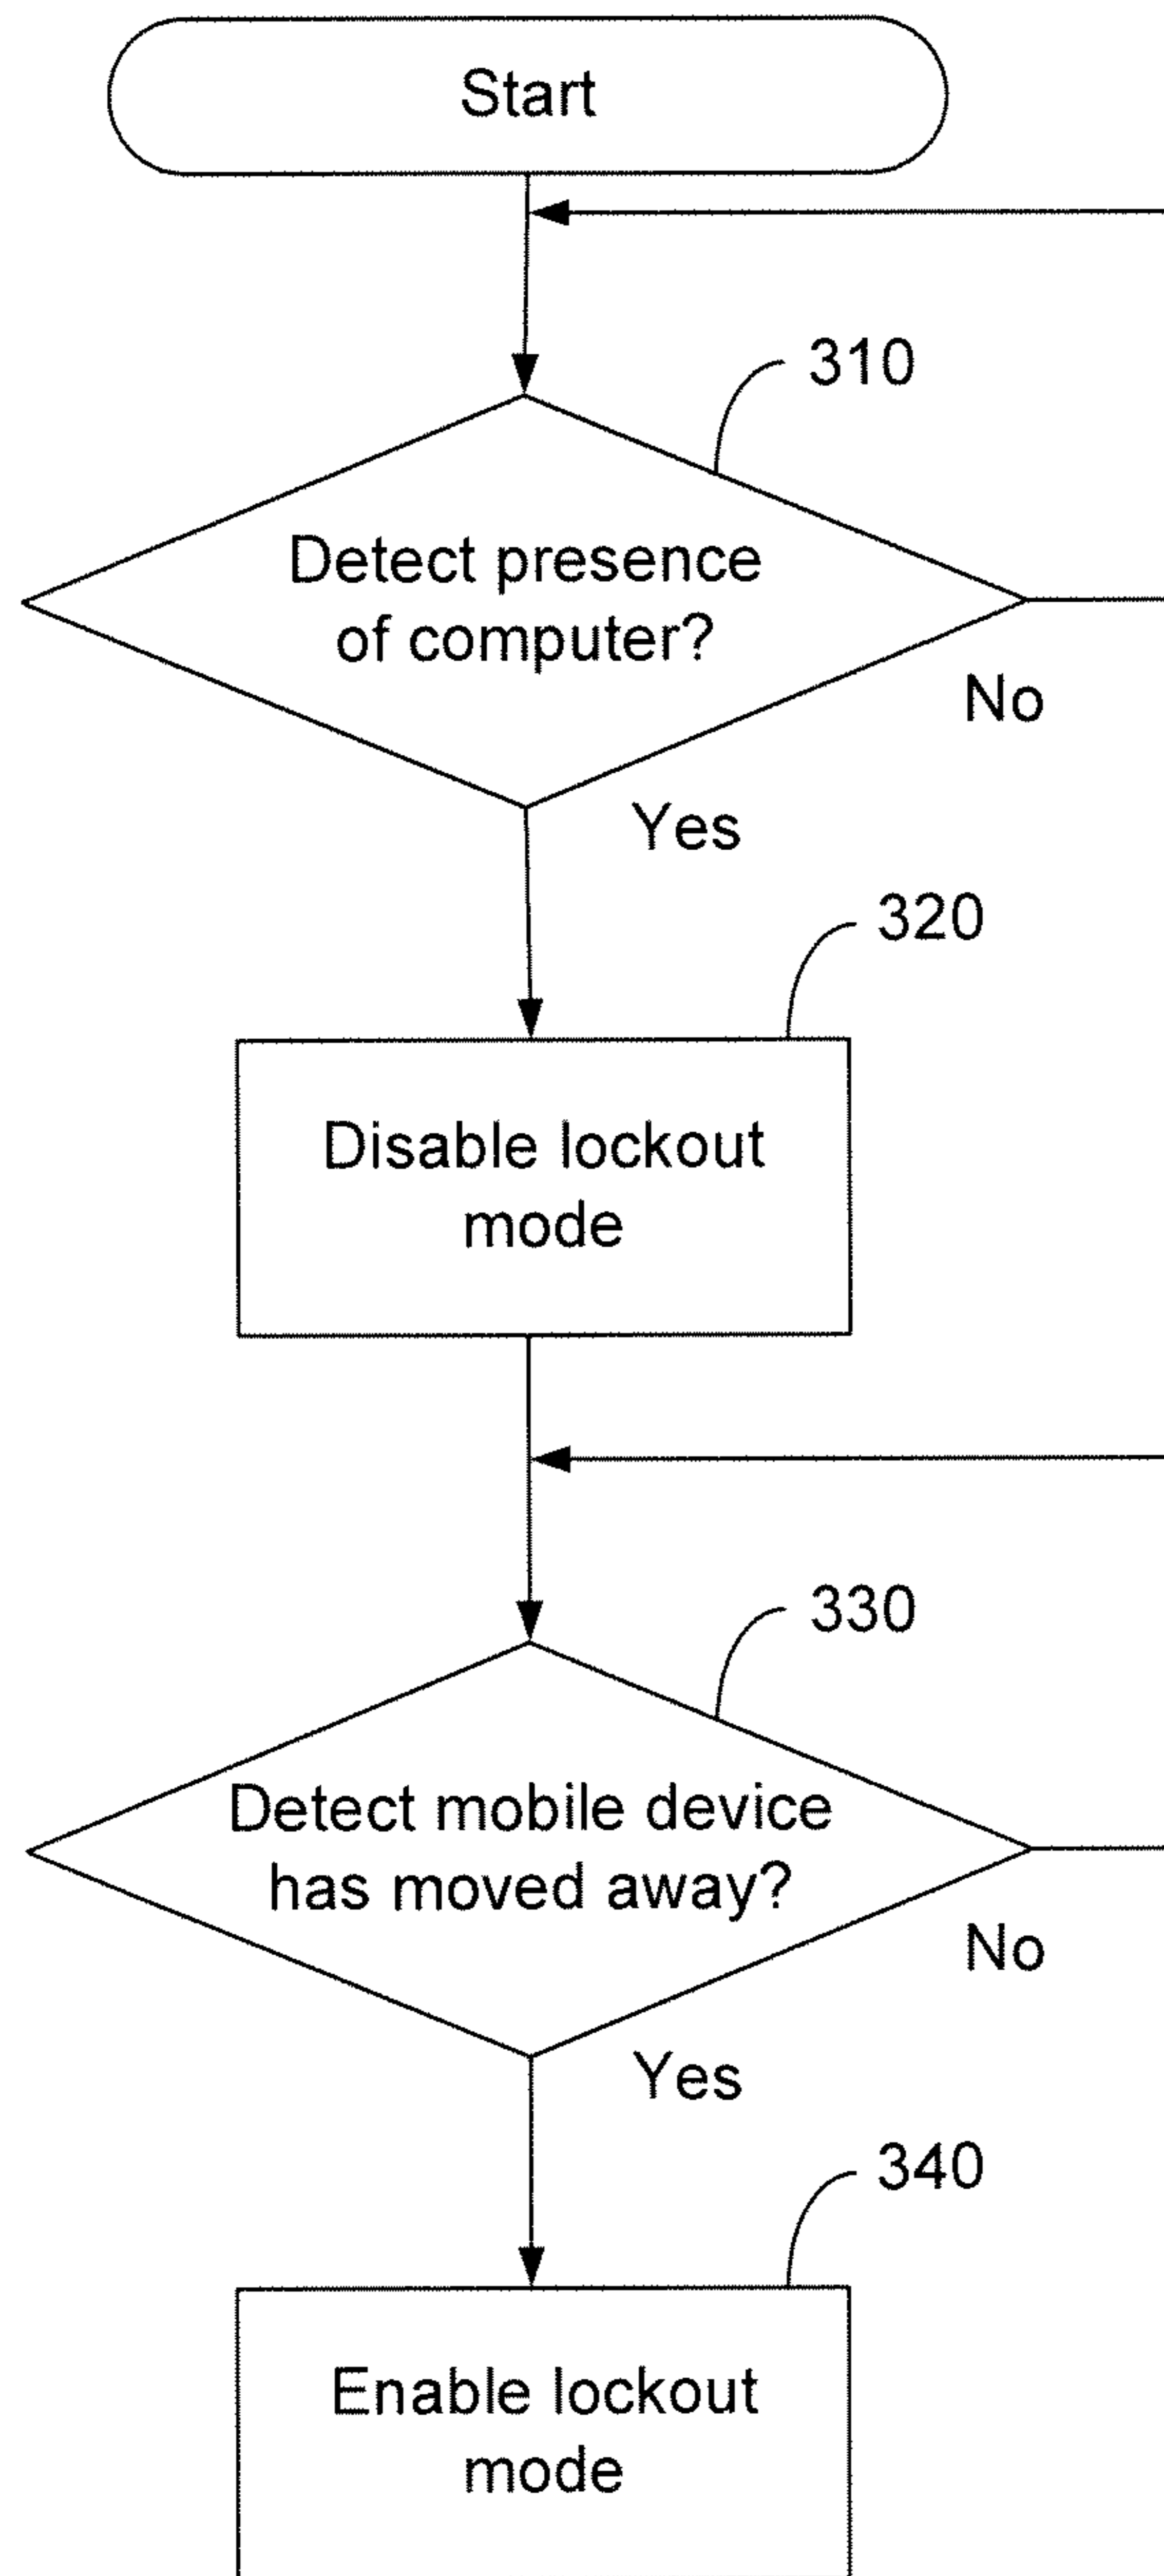 Start
310
Detect presence
of computer?
No
Yes
320
Disable lockout
mode
330
Detect mobile device
has moved away?
No
Yes
340
Enable lockout
mode